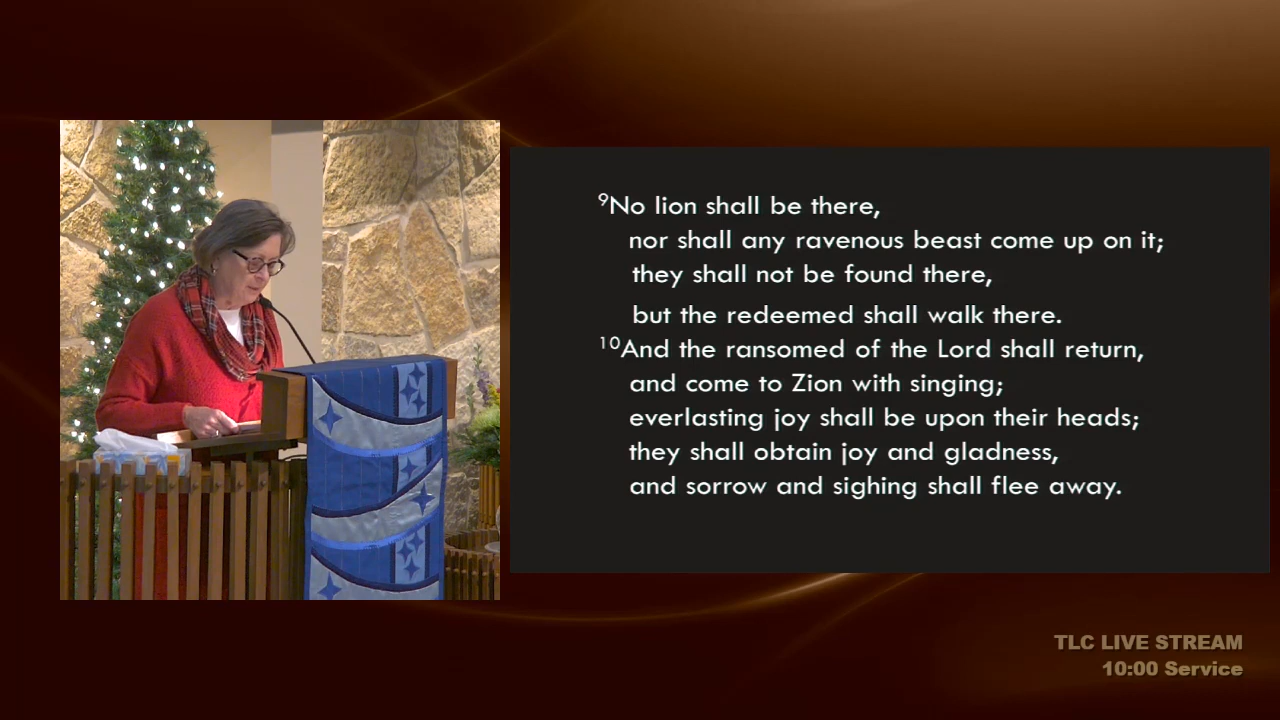 ⁹No lion shall be there,
nor shall any ravenous beast come up on it;
they shall not be found there,
but the redeemed shall walk there.
¹⁰And the ransomed of the Lord shall return,
and come to Zion with singing;
everlasting joy shall be upon their heads;
they shall obtain joy and gladness,
and sorrow and sighing shall flee away.
TLC LIVE STREAM
10:00 Service